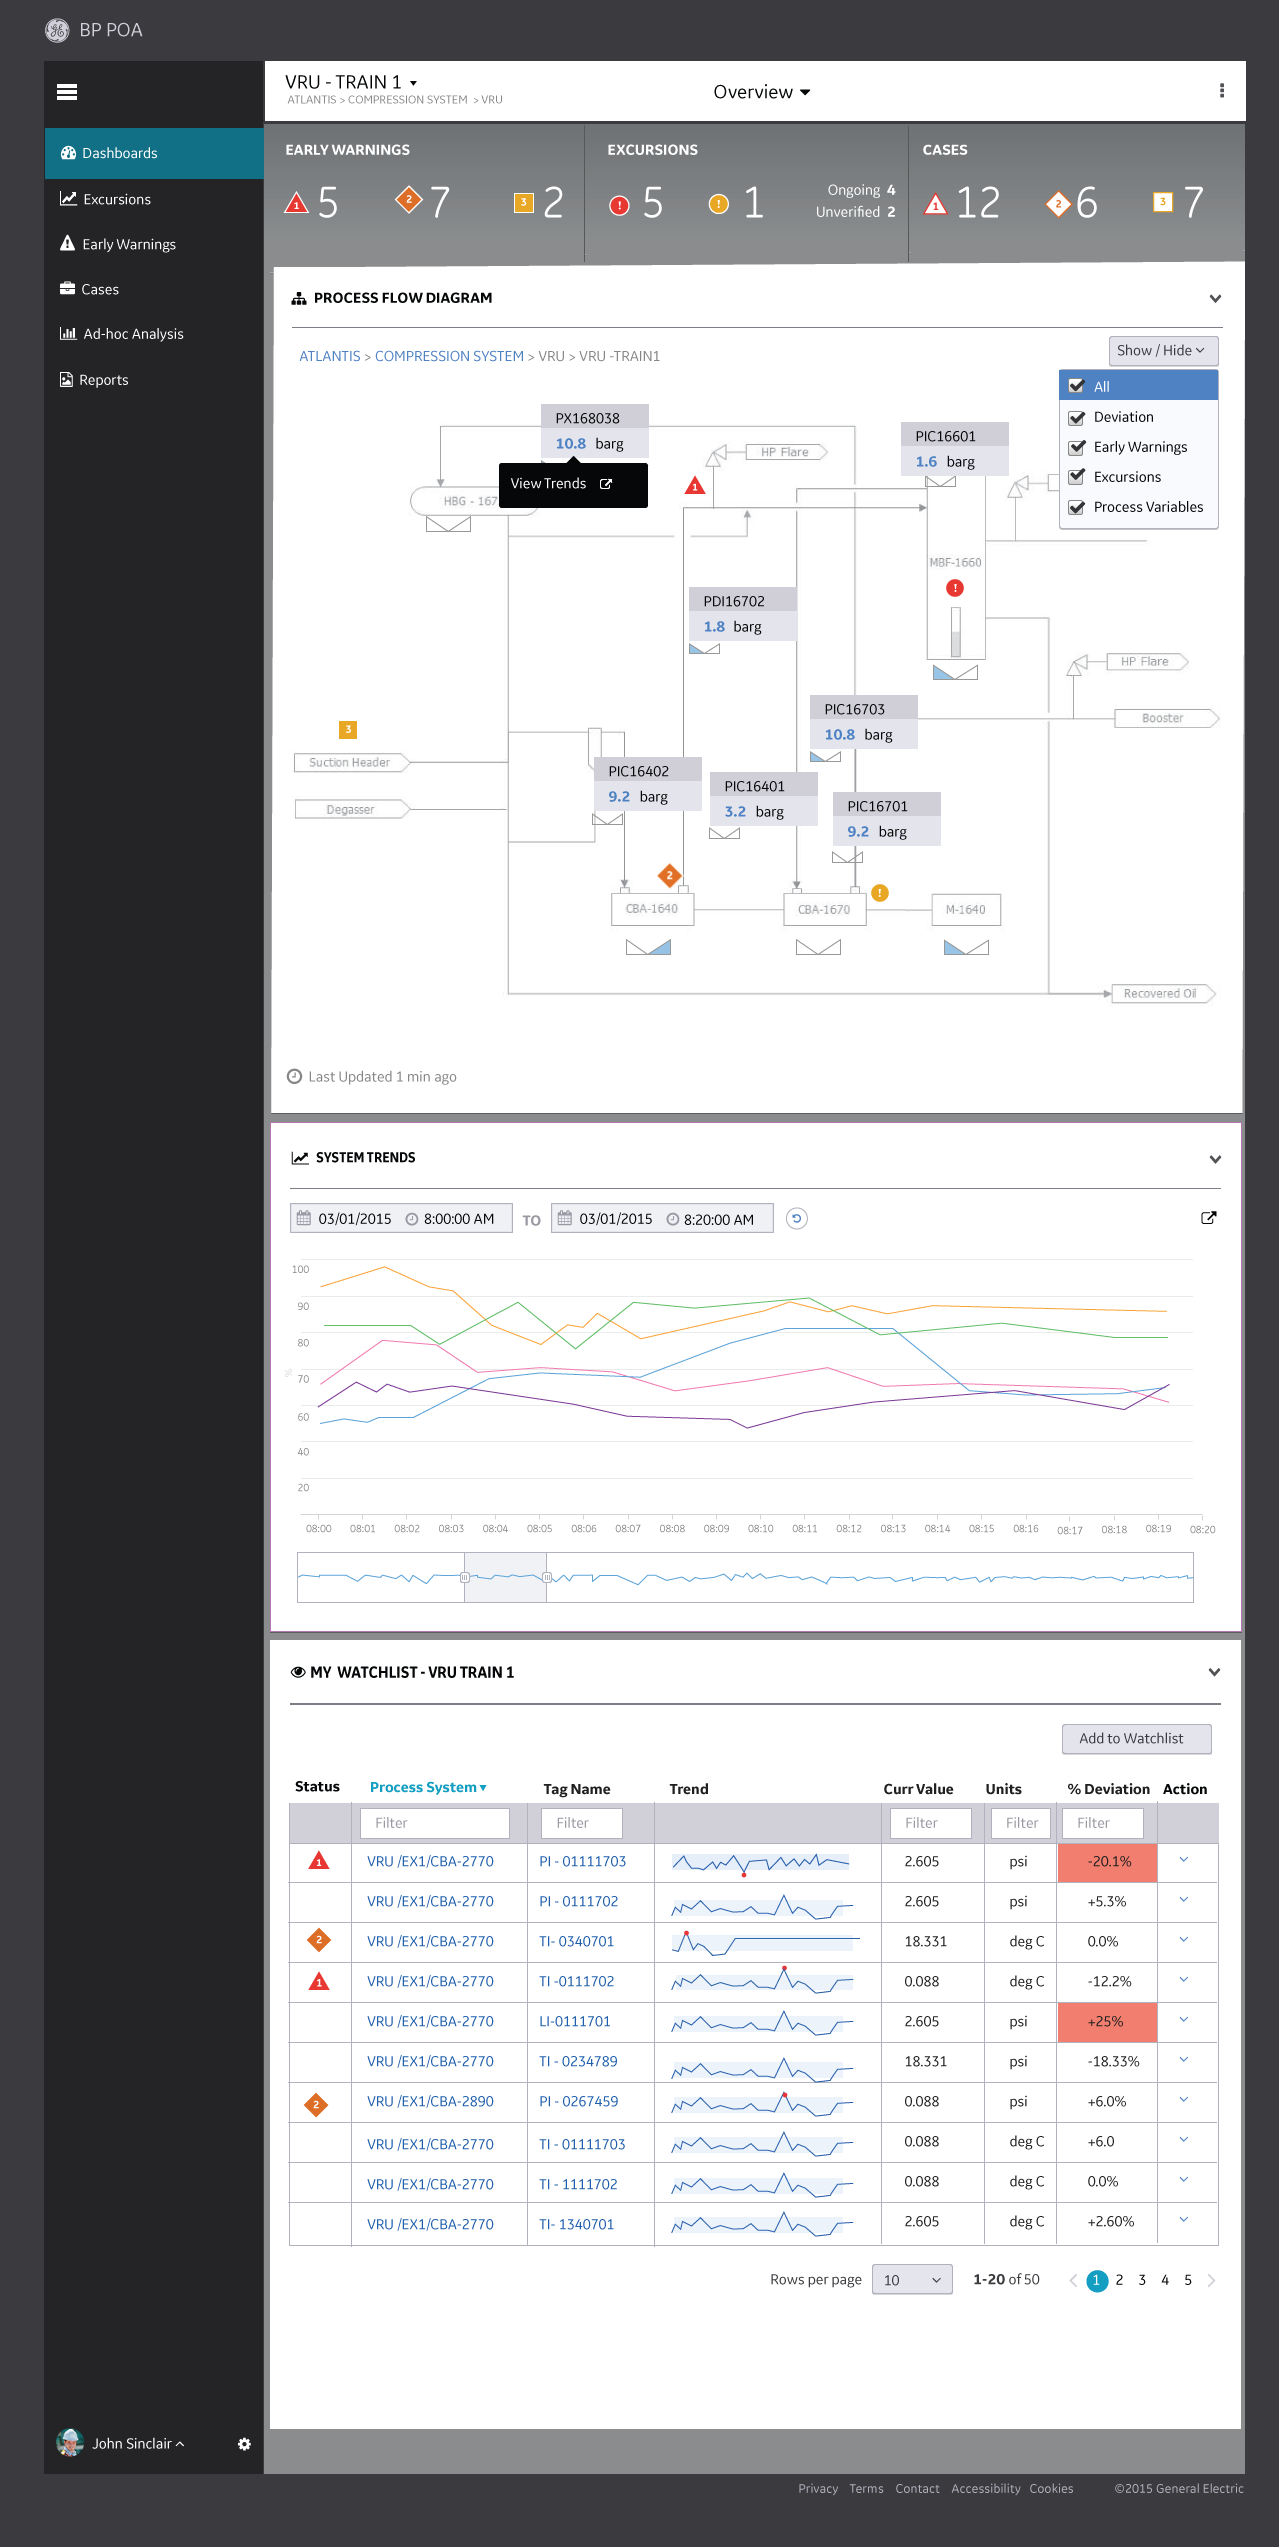 BP POA
VRU - TRAIN 1
ATLANTIS > COMPRESSION SYSTEM > VRU
Overview
Dashboards
Excursions
Early Warnings
Cases
Ad-hoc Analysis
Reports
EARLY WARNINGS
1 5 2 7 3 2
EXCURSIONS
! 5 ! 1
Ongoing 4
Unverified 2
CASES
1 12 2 6 3 7
PROCESS FLOW DIAGRAM
ATLANTIS > COMPRESSION SYSTEM > VRU > VRU -TRAIN1
Show / Hide
All
Deviation
Early Warnings
Excursions
Process Variables
PX168038
10.8 barg
View Trends
HBG - 167
HP Flare
1
PIC16601
1.6 barg
MBF-1660
!
PDI16702
1.8 barg
HP Flare
PIC16703
10.8 barg
Booster
3
Suction Header
Degasser
PIC16402
9.2 barg
PIC16401
3.2 barg
PIC16701
9.2 barg
2
!
CBA-1640
CBA-1670
M-1640
Recovered Oil
Last Updated 1 min ago
SYSTEM TRENDS
03/01/2015 8:00:00 AM TO 03/01/2015 8:20:00 AM
100
90
80
%
70
60
40
20
08:00 08:01 08:02 08:03 08:04 08:05 08:06 08:07 08:08 08:09 08:10 08:11 08:12 08:13 08:14 08:15 08:16 08:17 08:18 08:19 08:20
MY WATCHLIST - VRU TRAIN 1
Add to Watchlist
Status Process System Tag Name Trend Curr Value Units % Deviation Action
Filter Filter Filter Filter Filter
1 VRU /EX1/CBA-2770 PI - 01111703 2.605 psi -20.1%
VRU /EX1/CBA-2770 PI - 0111702 2.605 psi +5.3%
2 VRU /EX1/CBA-2770 TI- 0340701 18.331 deg C 0.0%
1 VRU /EX1/CBA-2770 TI -0111702 0.088 deg C -12.2%
VRU /EX1/CBA-2770 LI-0111701 2.605 psi +25%
VRU /EX1/CBA-2770 TI - 0234789 18.331 psi -18.33%
2 VRU /EX1/CBA-2890 PI - 0267459 0.088 psi +6.0%
VRU /EX1/CBA-2770 TI - 01111703 0.088 deg C +6.0
VRU /EX1/CBA-2770 TI - 1111702 0.088 deg C 0.0%
VRU /EX1/CBA-2770 TI- 1340701 2.605 deg C +2.60%
Rows per page 10 1-20 of 50 1 2 3 4 5
John Sinclair
Privacy Terms Contact Accessibility Cookies ©2015 General Electric